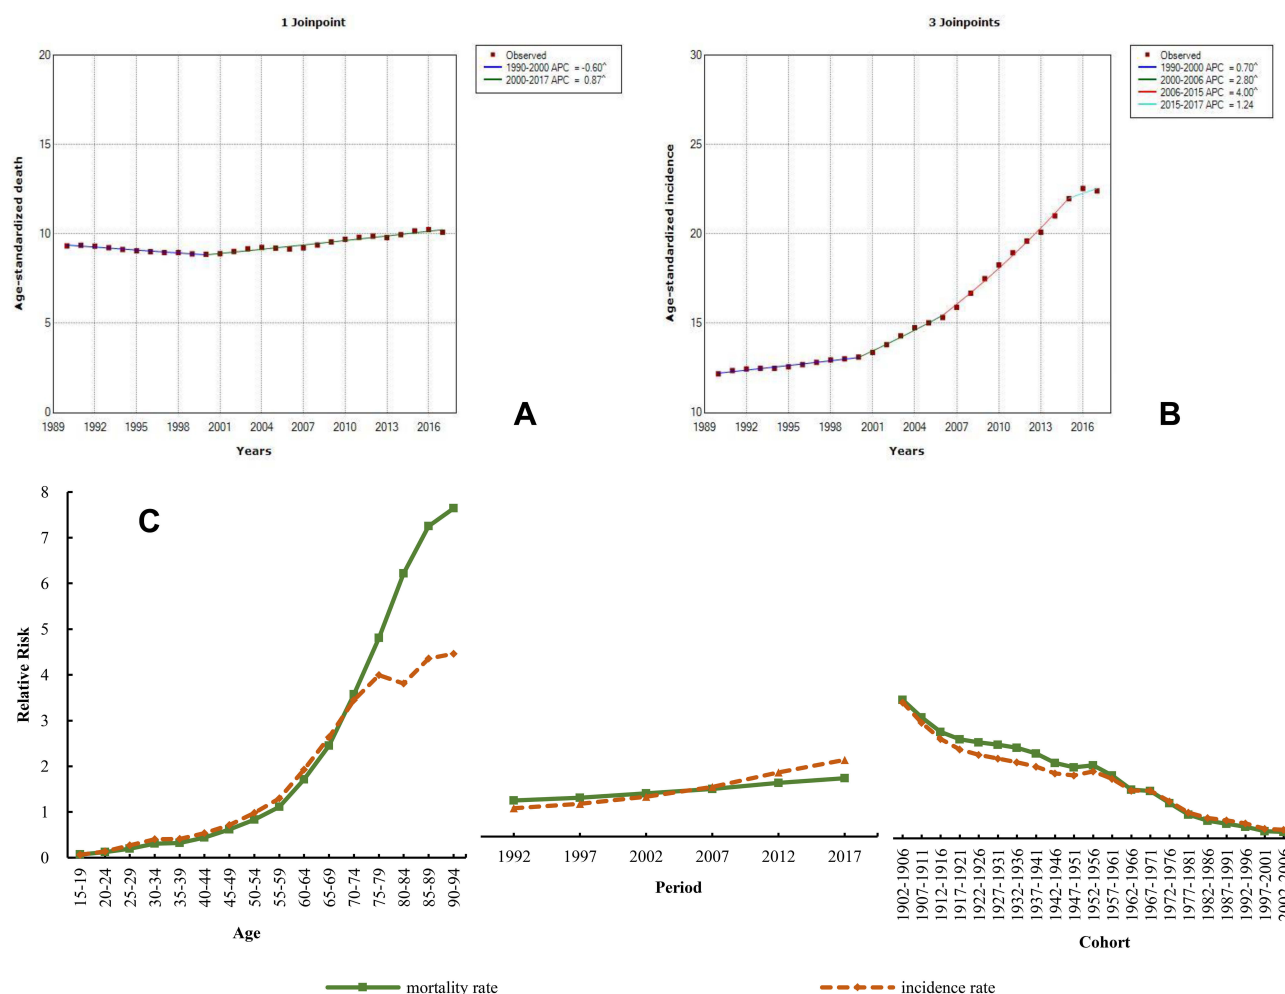 1 Joinpoint
20
15
10
5
0
1989 1992 1995 1998 2001 2004 2007 2010 2013 2016
Age-standardized death
Years
Observed
1990-2000 APC = -0.60^
2000-2017 APC = 0.87^
A
3 Joinpoints
30
25
20
15
10
1989 1992 1995 1998 2001 2004 2007 2010 2013 2016
Age-standardized incidence
Years
Observed
1990-2000 APC = 0.70^
2000-2006 APC = 2.80^
2006-2015 APC = 4.00^
2015-2017 APC = 1.24
B
C
8
7
6
5
4
3
2
1
0
Relative Risk
15-19
20-24
25-29
30-34
35-39
40-44
45-49
50-54
55-59
60-64
65-69
70-74
75-79
80-84
85-89
90-94
Age
1992 1997 2002 2007 2012 2017
Period
1902-1906
1907-1911
1912-1916
1917-1921
1922-1926
1927-1931
1932-1936
1937-1941
1942-1946
1947-1951
1952-1956
1957-1961
1962-1966
1967-1971
1972-1976
1977-1981
1982-1986
1987-1991
1992-1996
1997-2001
2002-2006
Cohort
mortality rate
incidence rate